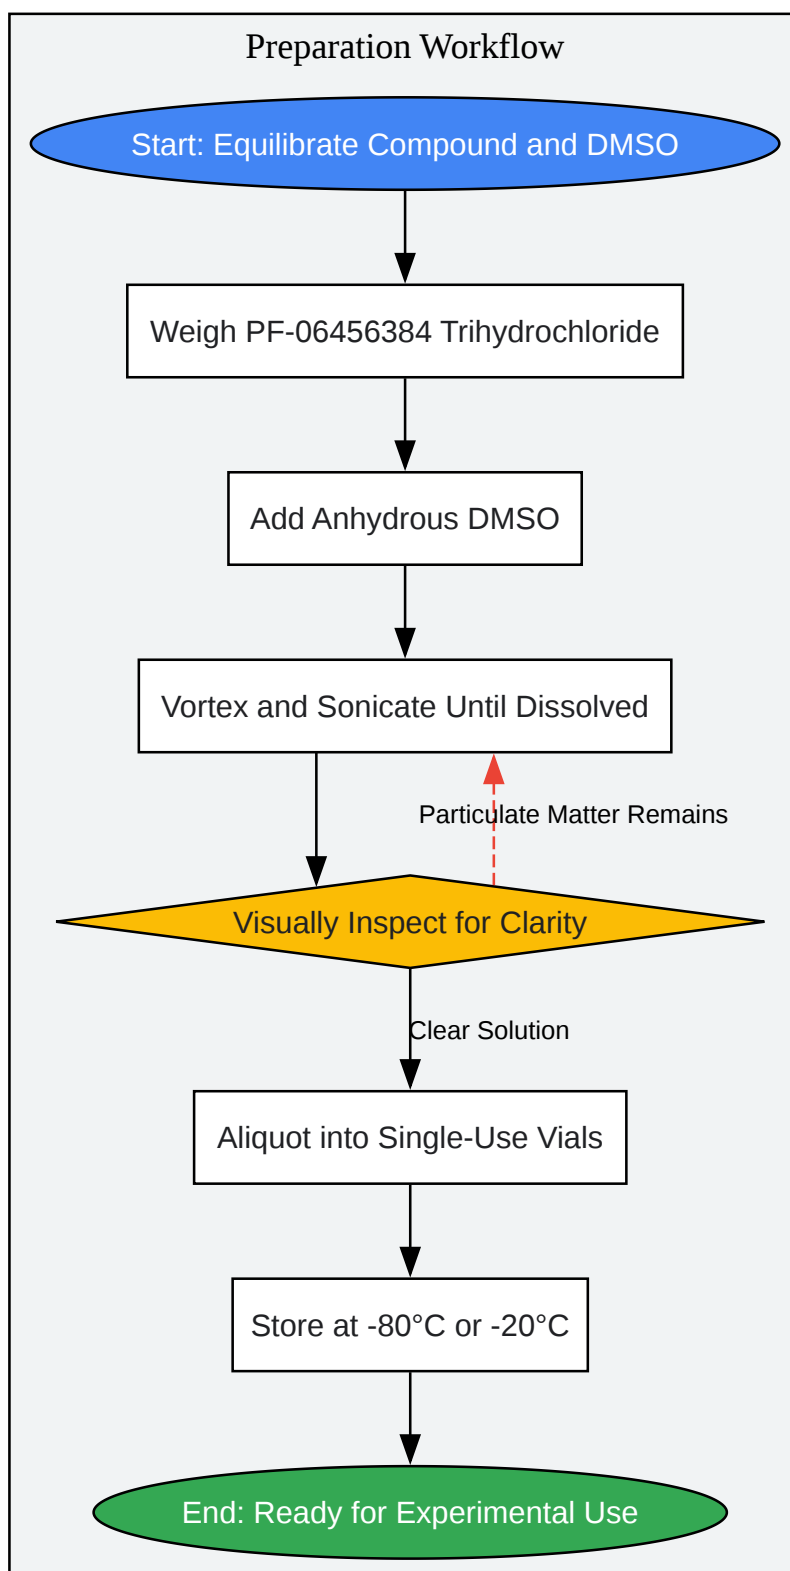 Preparation Workflow
Start: Equilibrate Compound and DMSO
Weigh PF-06456384 Trihydrochloride
Add Anhydrous DMSO
Vortex and Sonicate Until Dissolved
Particulate Matter Remains
Visually Inspect for Clarity
Clear Solution
Aliquot into Single-Use Vials
Store at -80°C or -20°C
End: Ready for Experimental Use